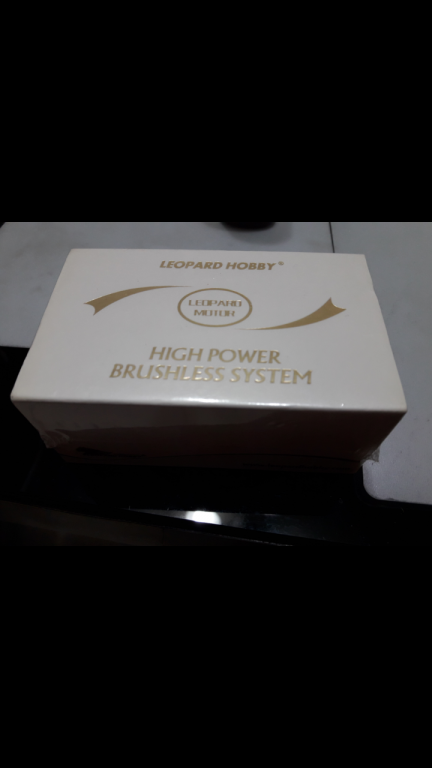 LEOPARD HOBBY®
LEOPARD
MOTOR
HIGH POWER
BRUSHLESS SYSTEM